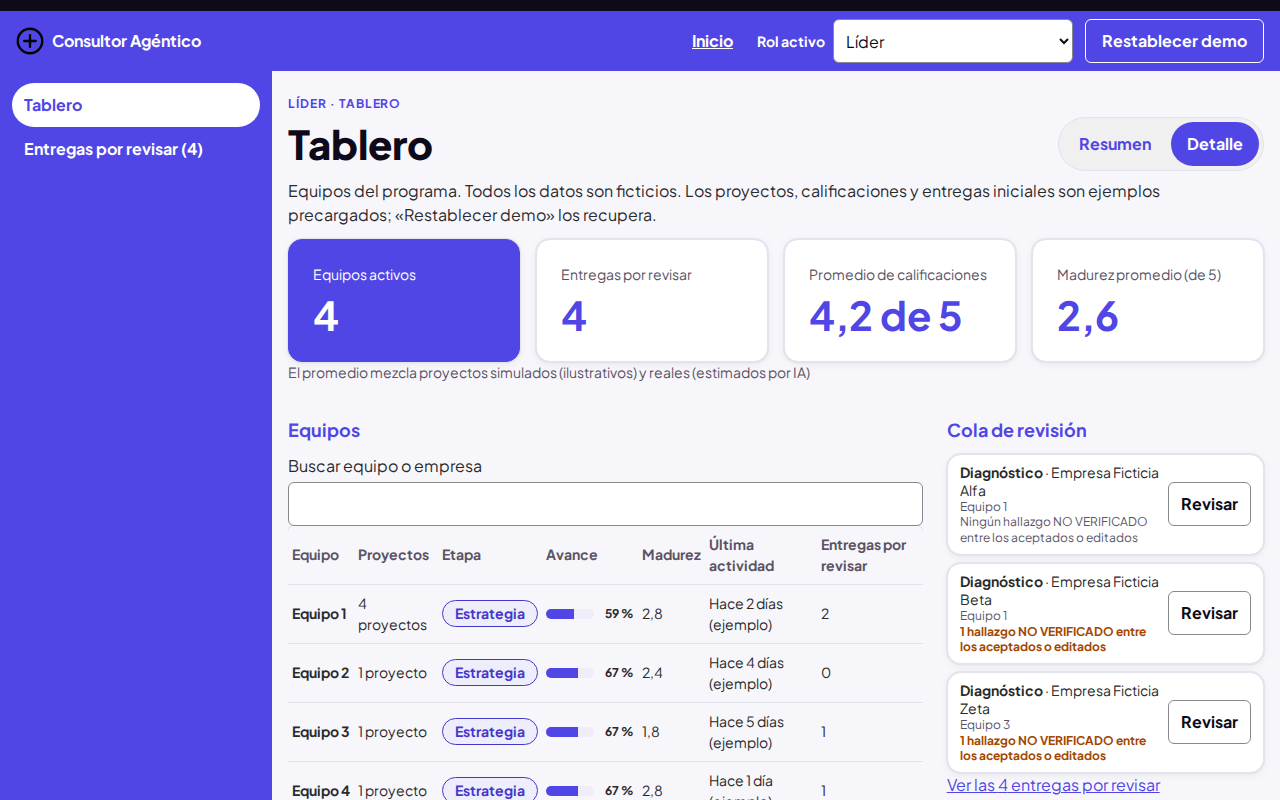 Consultor Agéntico
Inicio
Rol activo
Líder
Restablecer demo
Tablero
Entregas por revisar (4)
LÍDER · TABLERO
Tablero
Resumen
Detalle
Equipos del programa. Todos los datos son ficticios. Los proyectos, calificaciones y entregas iniciales son ejemplos
precargados; «Restablecer demo» los recupera.
Equipos activos
4
Entregas por revisar
4
Promedio de calificaciones
4,2 de 5
Madurez promedio (de 5)
2,6
El promedio mezcla proyectos simulados (ilustrativos) y reales (estimados por IA)
Equipos
Buscar equipo o empresa
Equipo Proyectos Etapa Avance Madurez Última actividad Entregas por revisar
Equipo 1 4 proyectos Estrategia 59 % 2,8 Hace 2 días (ejemplo) 2
Equipo 2 1 proyecto Estrategia 67 % 2,4 Hace 4 días (ejemplo) 0
Equipo 3 1 proyecto Estrategia 67 % 1,8 Hace 5 días (ejemplo) 1
Equipo 4 1 proyecto Estrategia 67 % 2,8 Hace 1 día (ejemplo) 1
Cola de revisión
Diagnóstico · Empresa Ficticia
Alfa
Equipo 1
Ningún hallazgo NO VERIFICADO
entre los aceptados o editados
Revisar
Diagnóstico · Empresa Ficticia
Beta
Equipo 1
1 hallazgo NO VERIFICADO entre
los aceptados o editados
Revisar
Diagnóstico · Empresa Ficticia
Zeta
Equipo 3
1 hallazgo NO VERIFICADO entre
los aceptados o editados
Revisar
Ver las 4 entregas por revisar